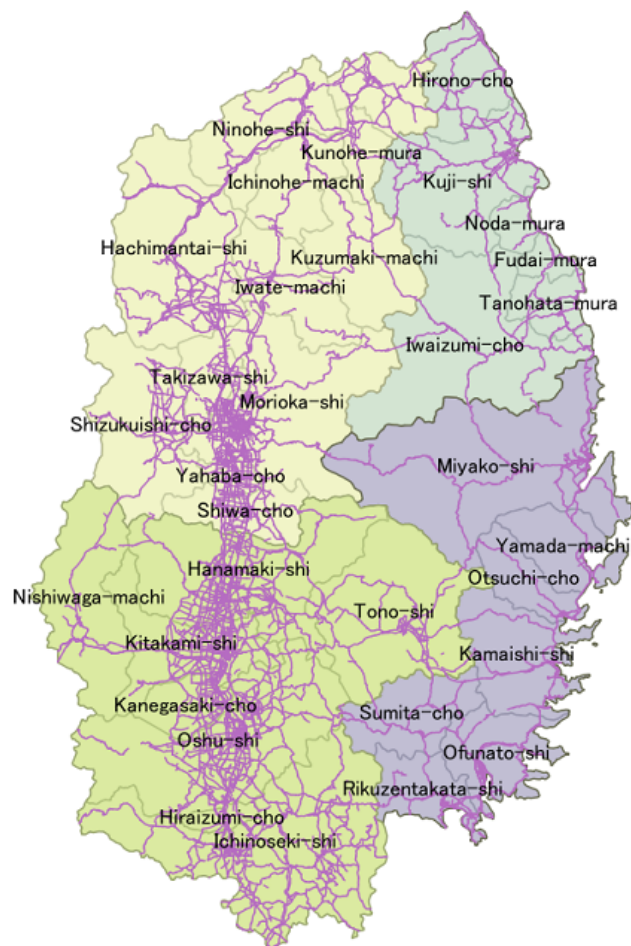 Hirono-cho
Ninohe-shi
Kunohe-mura
Ichinohe-machi
Kuji-shi
Noda-mura
Hachimantai-shi
Kuzumaki-machi
Fudai-mura
Iwate-machi
Tanohata-mura
Iwaizumi-cho
Takizawa-shi
Morioka-shi
Shizukuishi-cho
Miyako-shi
Yahaba-cho
Shiwa-cho
Yamada-machi
Hanamaki-shi
Otsuchi-cho
Nishiwaga-machi
Tono-shi
Kitakami-shi
Kamaishi-shi
Kanegasaki-cho
Sumita-cho
Oshu-shi
Ofunato-shi
Rikuzentakata-shi
Hiraizumi-cho
Ichinoseki-shi